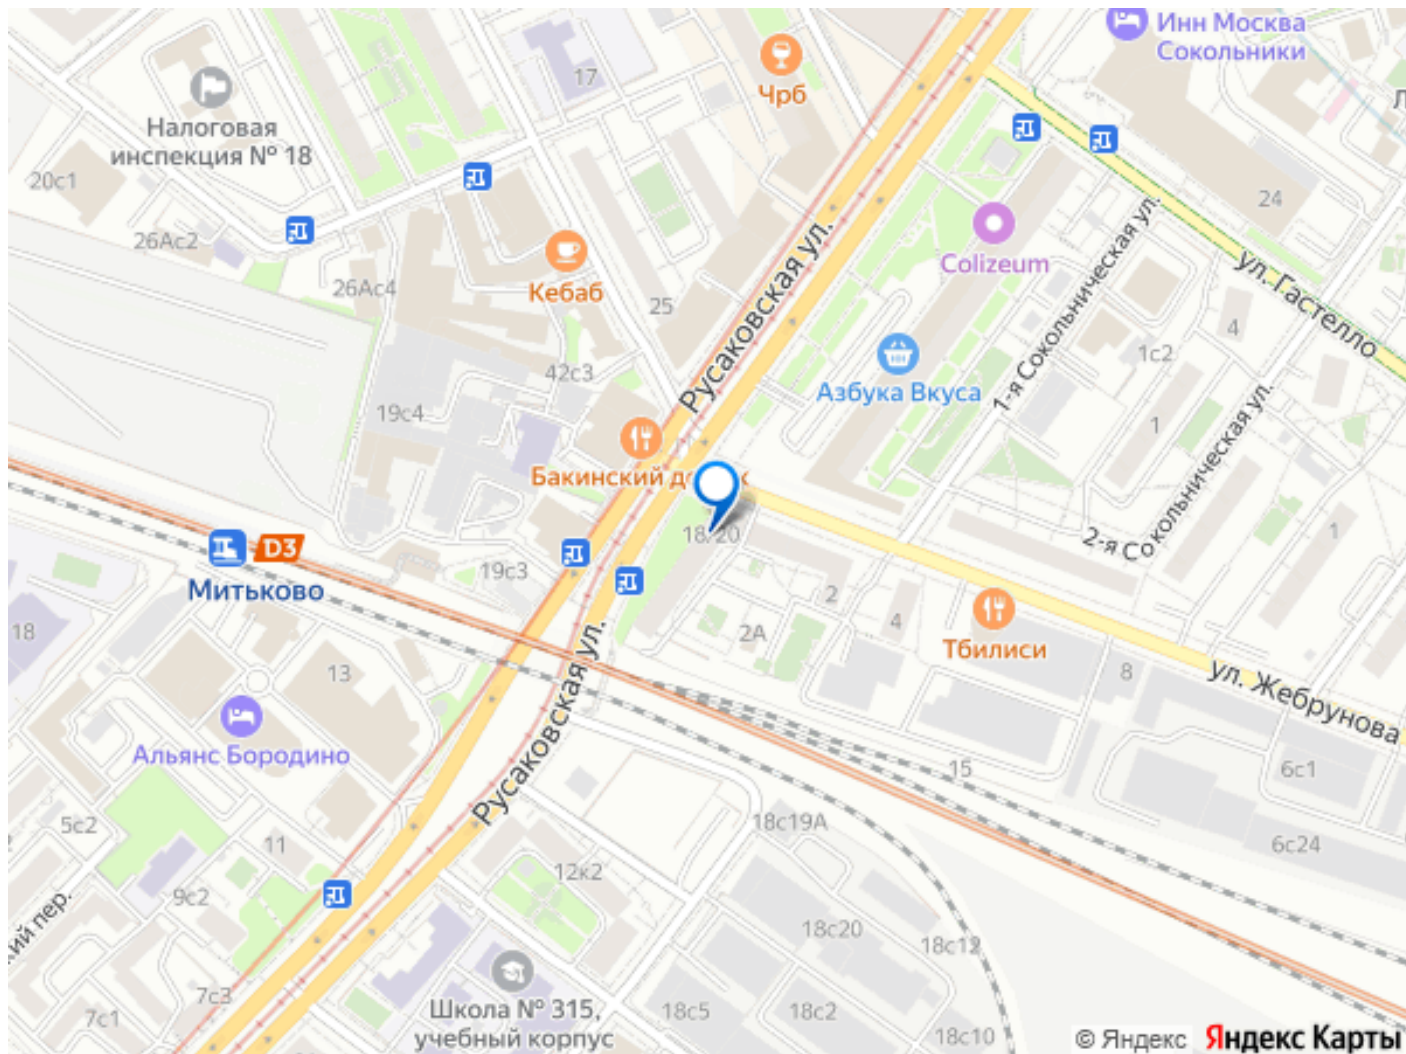 Инн Москва
Сокольники
17
Чрб
Налоговая
инспекция № 18
20с1
24
26Ас2
Colizeum
ул. Гастелло
26Ас4
Кебаб
25
Русаковская ул.
1-я Сокольническая ул.
4
1с2
42с3
Азбука Вкуса
19с4
1
2-я Сокольническая ул.
1
Бакинский
18/20
D3
Митьково
19с3
2
4
2А
Тбилиси
18
13
8
ул. Жебрунова
Альянс Бородино
Русаковская ул.
15
6с1
5с2
18с19А
11
6с24
12к2
9с2
кий пер.
18с20
18с12
7с3
7с1
Школа № 315,
учебный корпус
18с5
18с2
18с10
© Яндекс Яндекс Карты